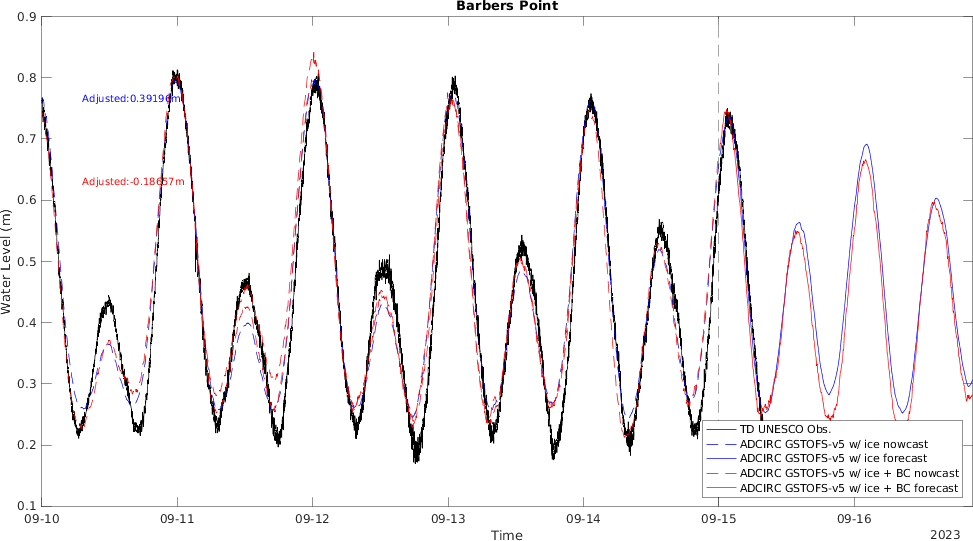 Barbers Point
0.9
0.8
Adjusted:0.39196m
0.7
Adjusted:-0.18657m
0.6
0.5
0.4
0.3
0.2
0.1
Water Level (m)
TD UNESCO Obs.
ADCIRC GSTOFS-v5 w/ ice nowcast
ADCIRC GSTOFS-v5 w/ ice forecast
ADCIRC GSTOFS-v5 w/ ice + BC nowcast
ADCIRC GSTOFS-v5 w/ ice + BC forecast
09-10 09-11 09-12 09-13 09-14 09-15 09-16
Time
2023